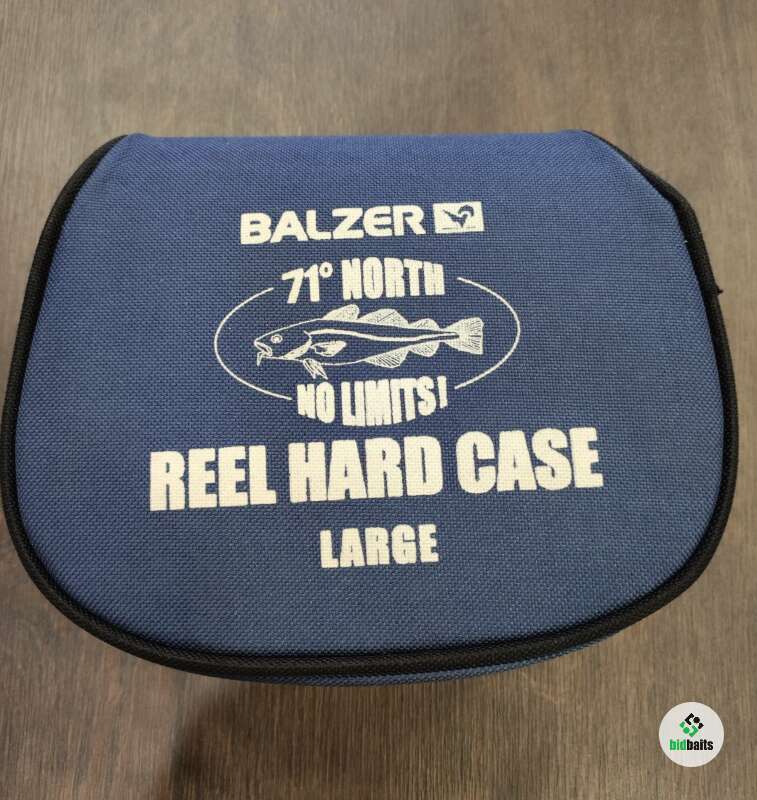 BALZER
71° NORTH
NO LIMITS!
REEL HARD CASE
LARGE
bidbaits